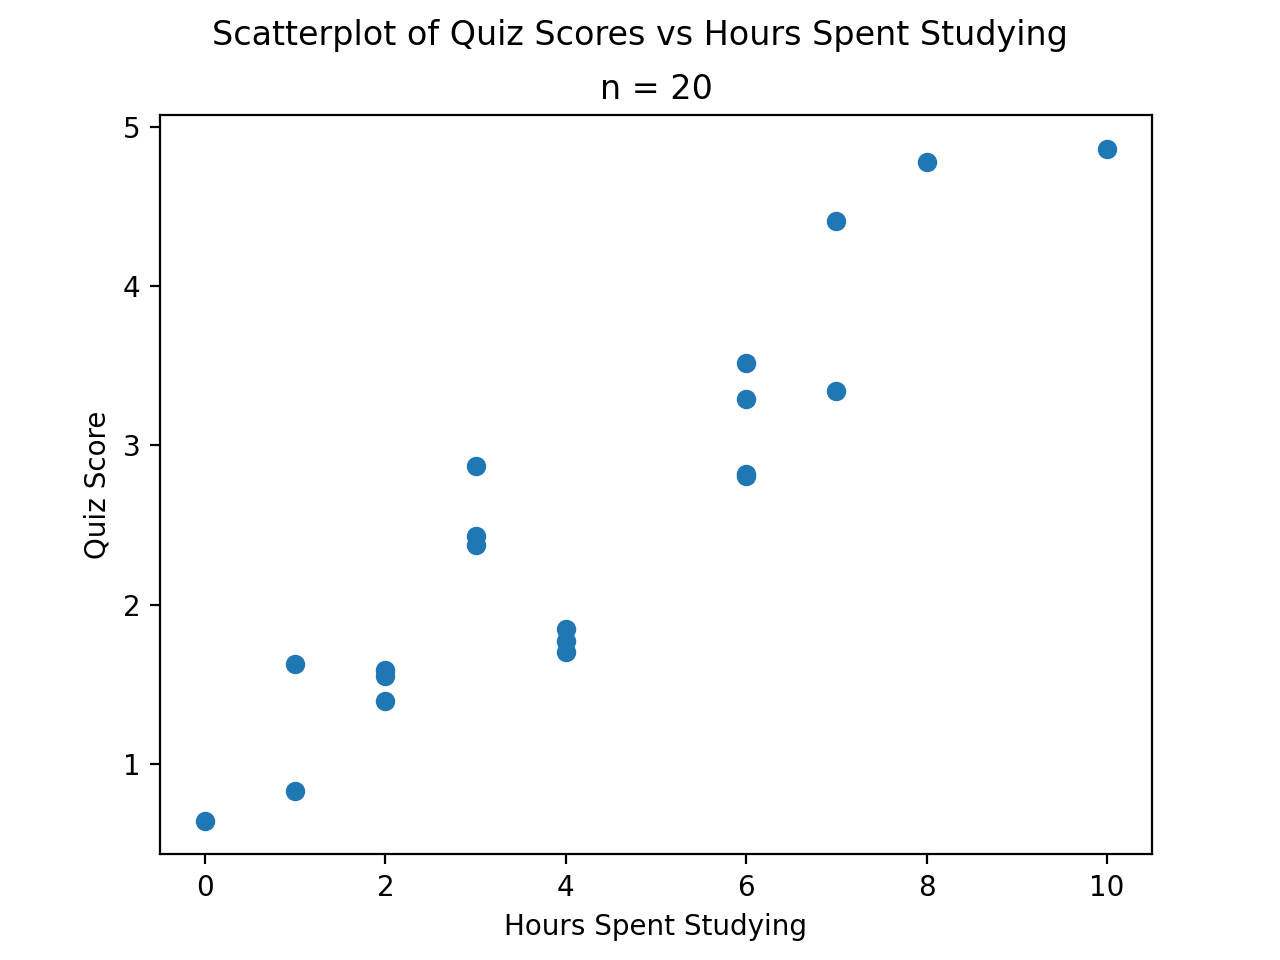 Scatterplot of Quiz Scores vs Hours Spent Studying
n = 20
5
4
3
2
1
Quiz Score
0 2 4 6 8 10
Hours Spent Studying